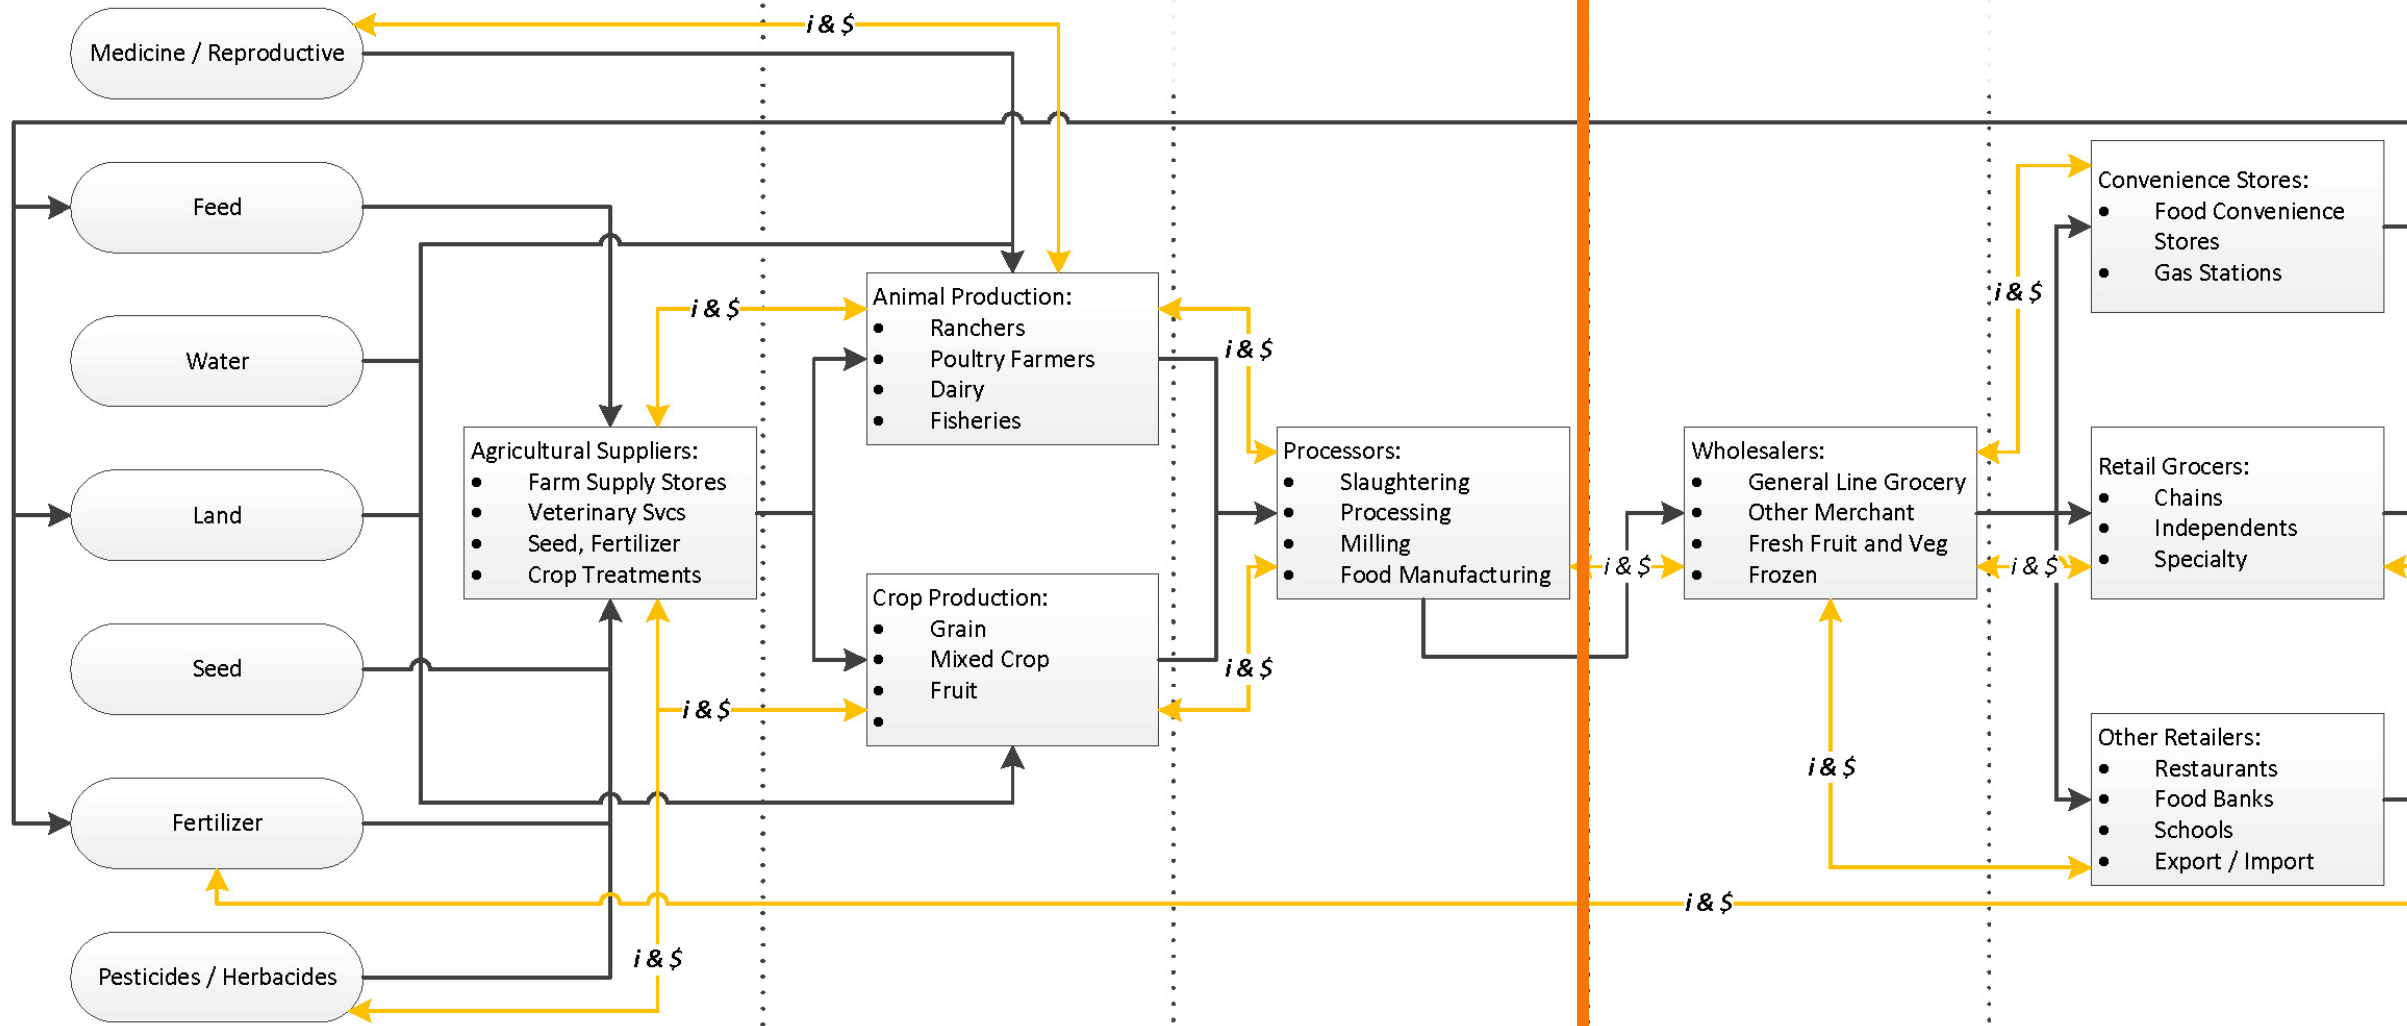 i & $
Medicine / Reproductive
Feed
Water
Land
Seed
Fertilizer
Pesticides / Herbacides
i & $
Agricultural Suppliers:
• Farm Supply Stores
• Veterinary Svcs
• Seed, Fertilizer
• Crop Treatments
i & $
i & $
Animal Production:
• Ranchers
• Poultry Farmers
• Dairy
• Fisheries
Crop Production:
• Grain
• Mixed Crop
• Fruit
•
i & $
i & $
Processors:
• Slaughtering
• Processing
• Milling
• Food Manufacturing
i & $
Wholesalers:
• General Line Grocery
• Other Merchant
• Fresh Fruit and Veg
• Frozen
i & $
i & $
i & $
i & $
Convenience Stores:
• Food Convenience
Stores
• Gas Stations
Retail Grocers:
• Chains
• Independents
• Specialty
Other Retailers:
• Restaurants
• Food Banks
• Schools
• Export / Import